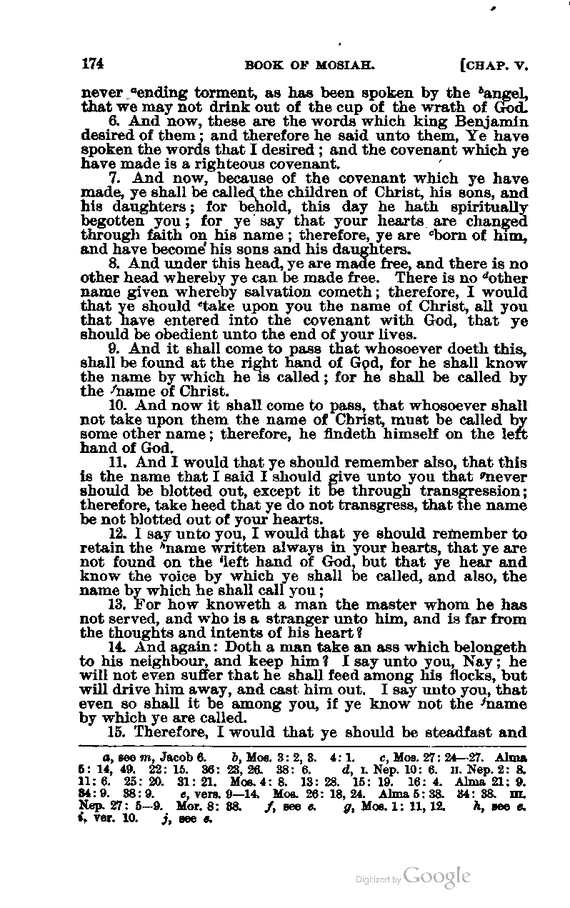 174 BOOK OF MOSIAH. [CHAP. V.
never ᵃending torment, as has been spoken by the ᵇangel,
that we may not drink out of the cup of the wrath of God.
6. And now, these are the words which king Benjamin
desired of them; and therefore he said unto them, Ye have
spoken the words that I desired; and the covenant which ye
have made is a righteous covenant.
7. And now, because of the covenant which ye have
made, ye shall be called the children of Christ, his sons, and
his daughters; for behold, this day he hath spiritually
begotten you; for ye say that your hearts are changed
through faith on his name; therefore, ye are ᶜborn of him,
and have become his sons and his daughters.
8. And under this head, ye are made free, and there is no
other head whereby ye can be made free. There is no ᵈother
name given whereby salvation cometh; therefore, I would
that ye should ᵉtake upon you the name of Christ, all you
that have entered into the covenant with God, that ye
should be obedient unto the end of your lives.
9. And it shall come to pass that whosoever doeth this,
shall be found at the right hand of God, for he shall know
the name by which he is called; for he shall be called by
the ᶠname of Christ.
10. And now it shall come to pass, that whosoever shall
not take upon them the name of Christ, must be called by
some other name; therefore, he findeth himself on the left
hand of God.
11. And I would that ye should remember also, that this
is the name that I said I should give unto you that ᵍnever
should be blotted out, except it be through transgression;
therefore, take heed that ye do not transgress, that the name
be not blotted out of your hearts.
12. I say unto you, I would that ye should remember to
retain the ʰname written always in your hearts, that ye are
not found on the ⁱleft hand of God, but that ye hear and
know the voice by which ye shall be called, and also, the
name by which he shall call you;
13. For how knoweth a man the master whom he has
not served, and who is a stranger unto him, and is far from
the thoughts and intents of his heart?
14. And again: Doth a man take an ass which belongeth
to his neighbour, and keep him? I say unto you, Nay; he
will not even suffer that he shall feed among his flocks, but
will drive him away, and cast him out. I say unto you, that
even so shall it be among you, if ye know not the ʲname
by which ye are called.
15. Therefore, I would that ye should be steadfast and
a, see m, Jacob 6. b, Mos. 3: 2, 3. 4: 1. c, Mos. 27: 24—27. Alma
5: 14, 49. 22: 15. 36: 23, 26. 38: 6. d, I. Nep. 10: 6. II. Nep. 2: 8.
11: 6. 25: 20. 31: 21. Mos. 4: 8. 13: 28. 15: 19. 16: 4. Alma 21: 9.
34: 9. 38: 9. e, vers. 9—14. Mos. 26: 18, 24. Alma 5: 38. 34: 38. III.
Nep. 27: 5—9. Mor. 8: 38. f, see e. g, Mos. 1: 11, 12. h, see e.
i, ver. 10. j, see e.
Digitized by Google